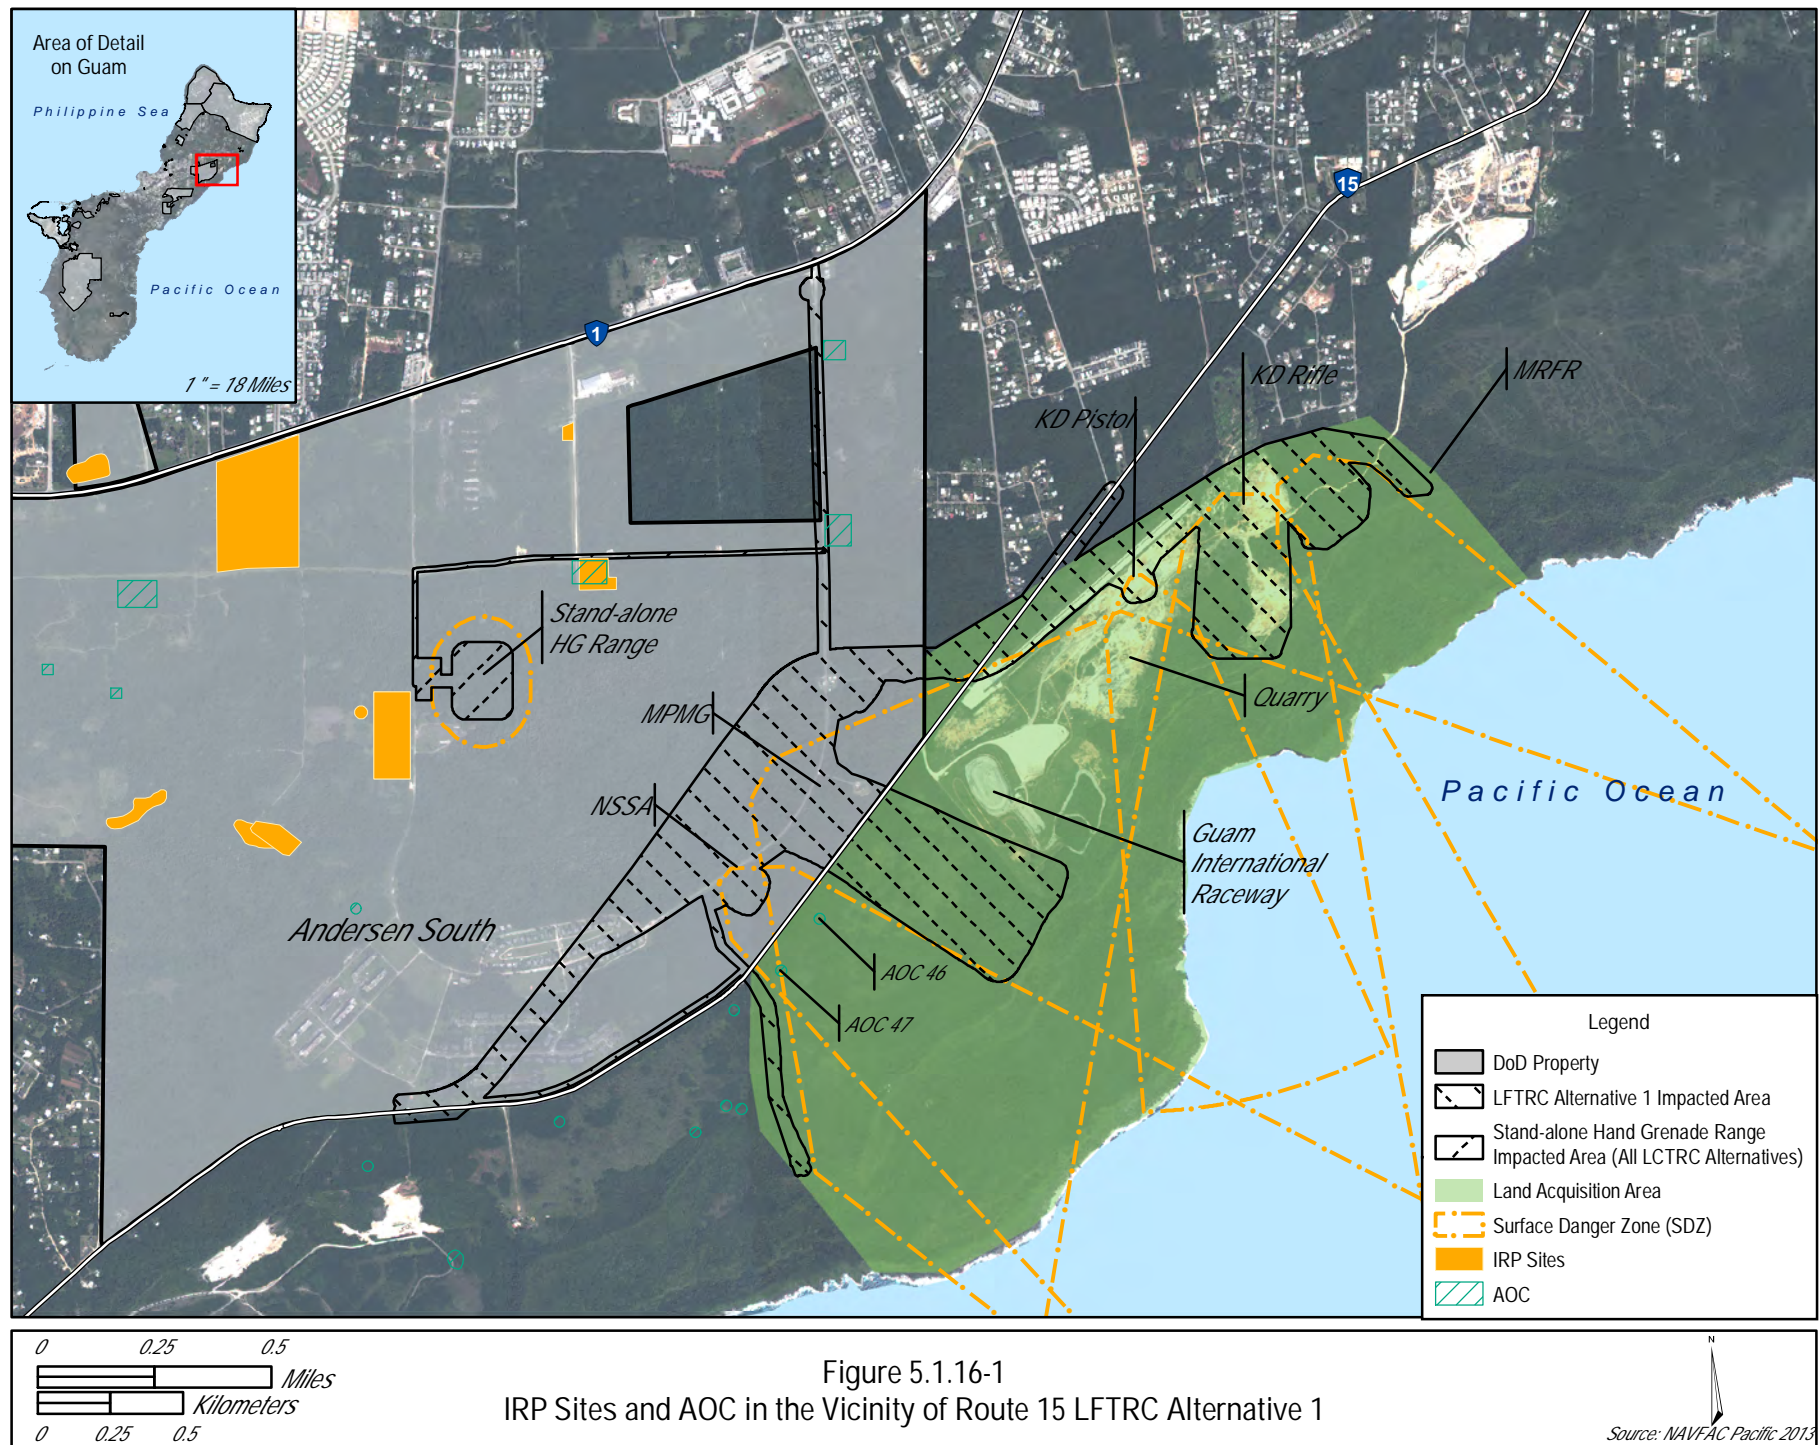 Area of Detail
on Guam
Philippine Sea
Pacific Ocean
1 " = 18 Miles
1
15
KD Rifle
MRFR
KD Pistol
Stand-alone
HG Range
MPMG
Quarry
NSSA
Pacific Ocean
Guam
International
Raceway
Andersen South
AOC 46
AOC 47
Legend
DoD Property
LFTRC Alternative 1 Impacted Area
Stand-alone Hand Grenade Range
Impacted Area (All LCTRC Alternatives)
Land Acquisition Area
Surface Danger Zone (SDZ)
IRP Sites
AOC
0 0.25 0.5
Miles
Kilometers
0 0.25 0.5
Figure 5.1.16-1
IRP Sites and AOC in the Vicinity of Route 15 LFTRC Alternative 1
N
Source: NAVFAC Pacific 2013